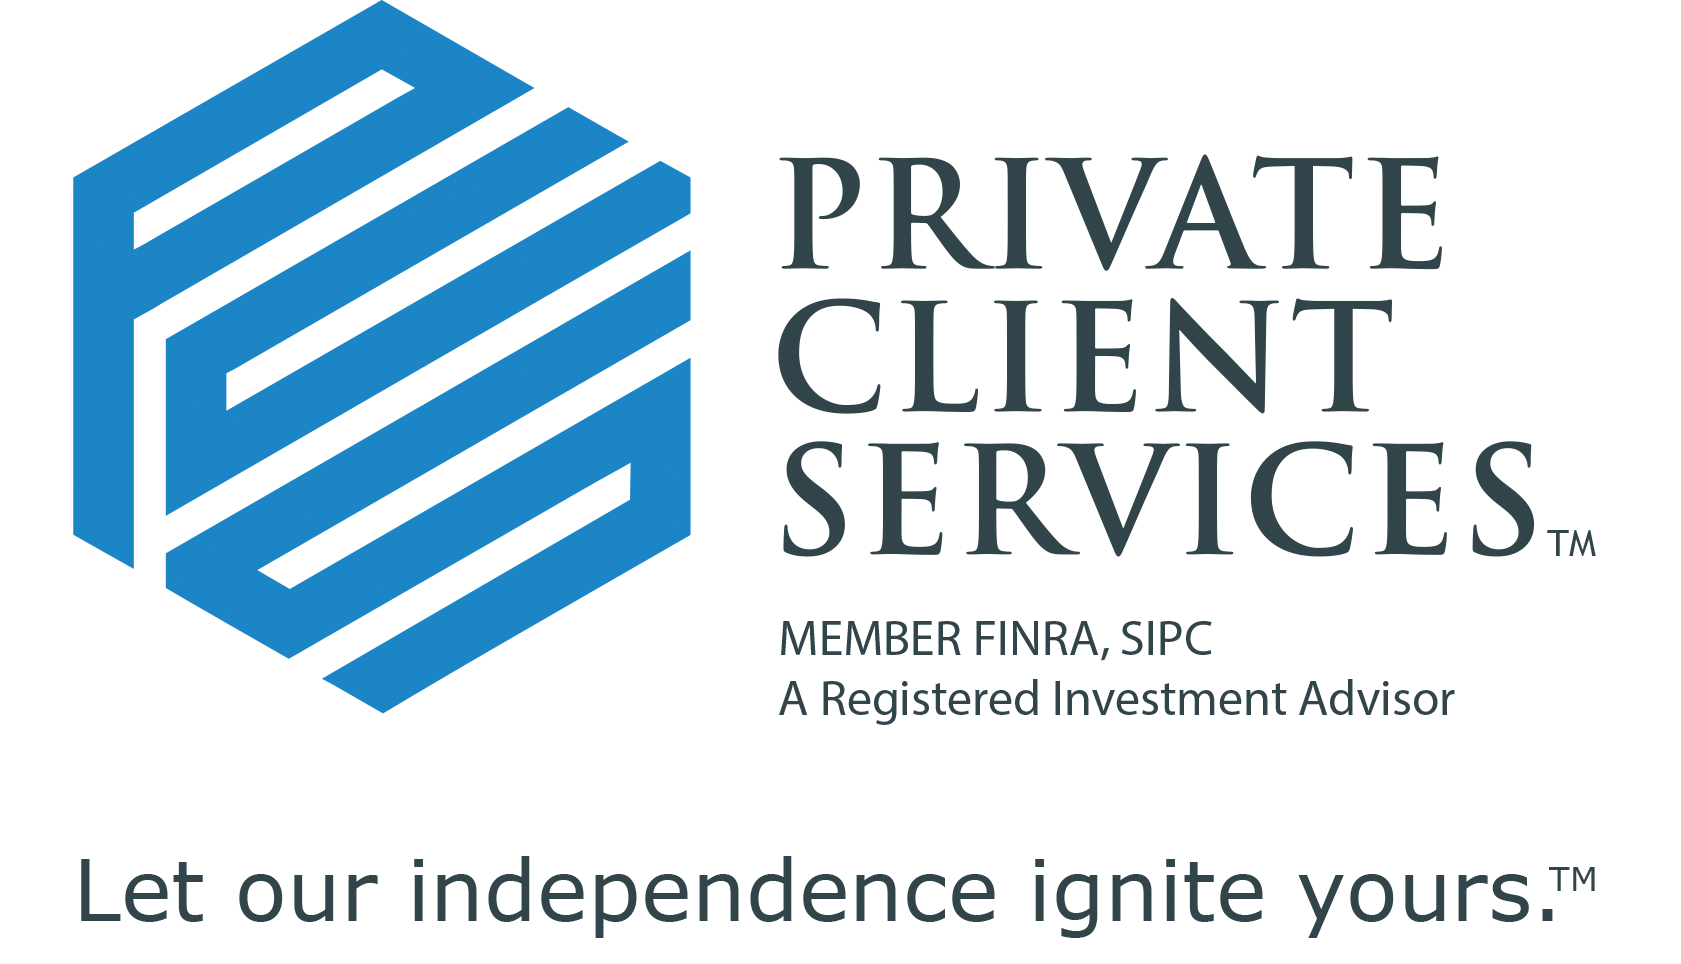 PRIVATE
CLIENT
SERVICES™
MEMBER FINRA, SIPC
A Registered Investment Advisor
Let our independence ignite yours.™